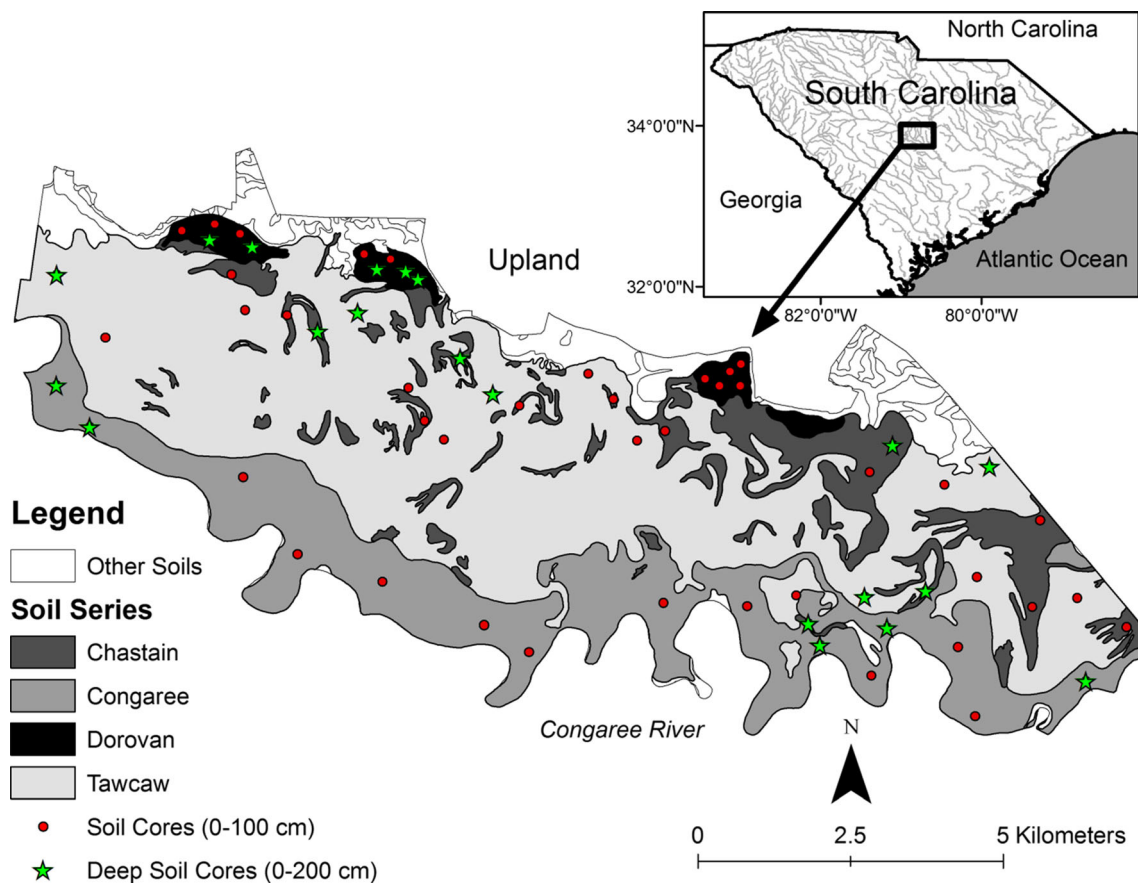 North Carolina
South Carolina
34°0'0"N
Georgia
Atlantic Ocean
32°0'0"N
82°0'0"W
80°0'0"W
Upland
Congaree River
Legend
Other Soils
Soil Series
Chastain
Congaree
Dorovan
Tawcaw
Soil Cores (0-100 cm)
Deep Soil Cores (0-200 cm)
N
0 2.5 5 Kilometers